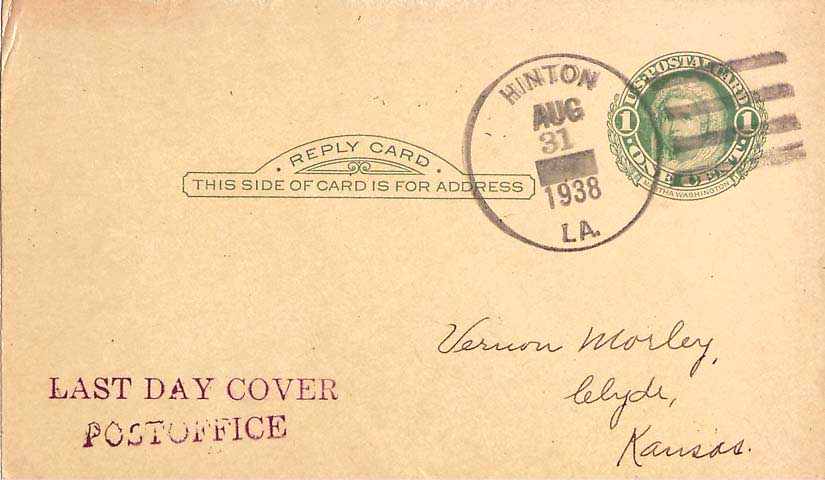 HINTON
AUG
31
1938
LA.
U.S. POSTAL CARD
1 1
ONE CENT
MARTHA WASHINGTON
· REPLY CARD ·
THIS SIDE OF CARD IS FOR ADDRESS
Vernon Morley,
Clyde,
Kansas.
LAST DAY COVER
POSTOFFICE